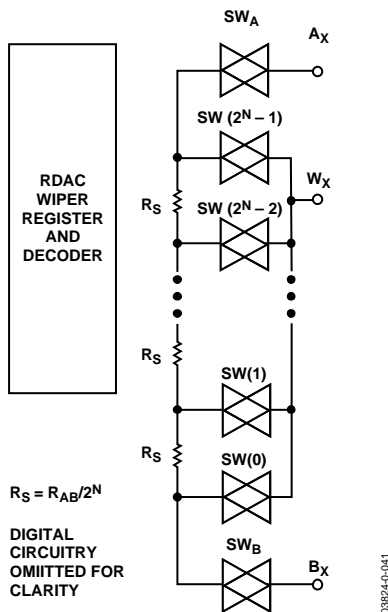 SWA
AX
SW (2N – 1)
RDAC
WIPER
REGISTER
AND
DECODER
WX
RS
SW (2N – 2)
RS
SW(1)
RS
SW(0)
RS = RAB/2N
DIGITAL
CIRCUITRY
OMIITTED FOR
CLARITY
SWB
BX
03824-0-041